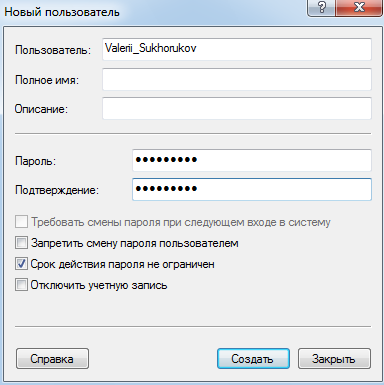 Новый пользователь
Пользователь: Valerii_Sukhorukov
Полное имя:
Описание:
Пароль: •••••••••
Подтверждение: •••••••••
Требовать смены пароля при следующем входе в систему
Запретить смену пароля пользователем
Срок действия пароля не ограничен
Отключить учетную запись
Справка Создать Закрыть